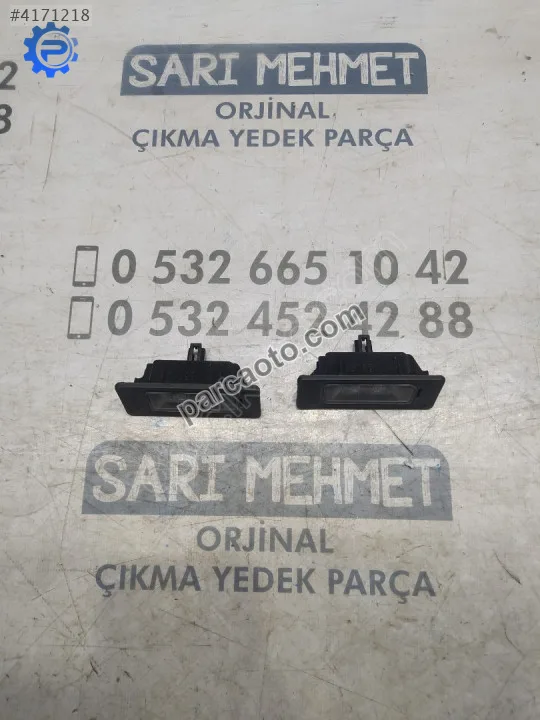 #4171218
P
SARI MEHMET
ORJİNAL
ÇIKMA YEDEK PARÇA
2
8
0 532 665 10 42
0 532 452 42 88
parcaoto.com
SARI MEHMET
ORJİNAL
ÇIKMA YEDEK PARÇA